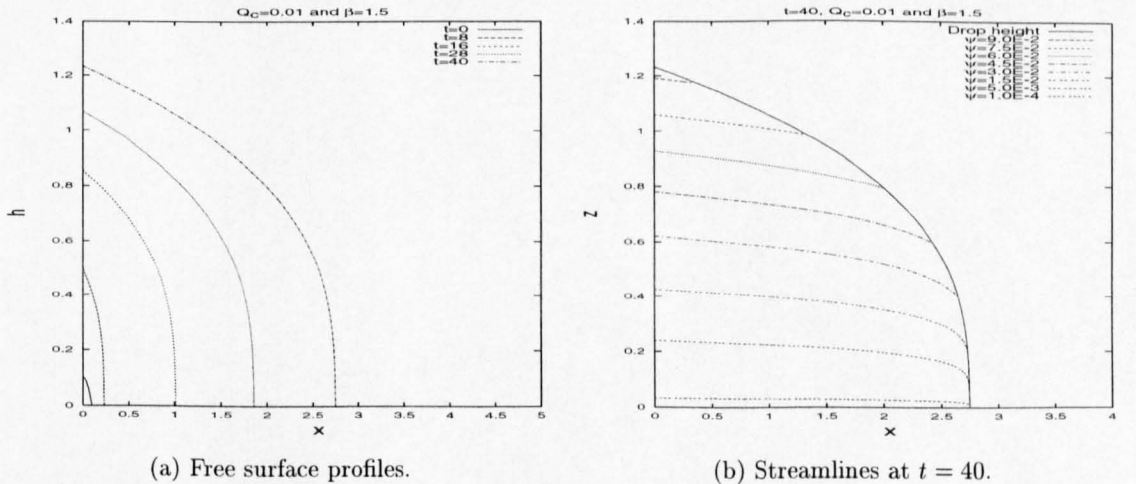 Q_C=0.01 and β=1.5
t=0
t=8
t=16
t=28
t=40
1.4
1.2
1
0.8
0.6
0.4
0.2
0
h
0 0.5 1 1.5 2 2.5 3 3.5 4 4.5 5
x
(a) Free surface profiles.
t=40, Q_C=0.01 and β=1.5
Drop height
ψ=9.0E-2
ψ=7.5E-2
ψ=6.0E-2
ψ=4.5E-2
ψ=3.0E-2
ψ=1.5E-2
ψ=5.0E-3
ψ=1.0E-4
1.4
1.2
1
0.8
0.6
0.4
0.2
0
z
0 0.5 1 1.5 2 2.5 3 3.5 4
x
(b) Streamlines at t = 40.